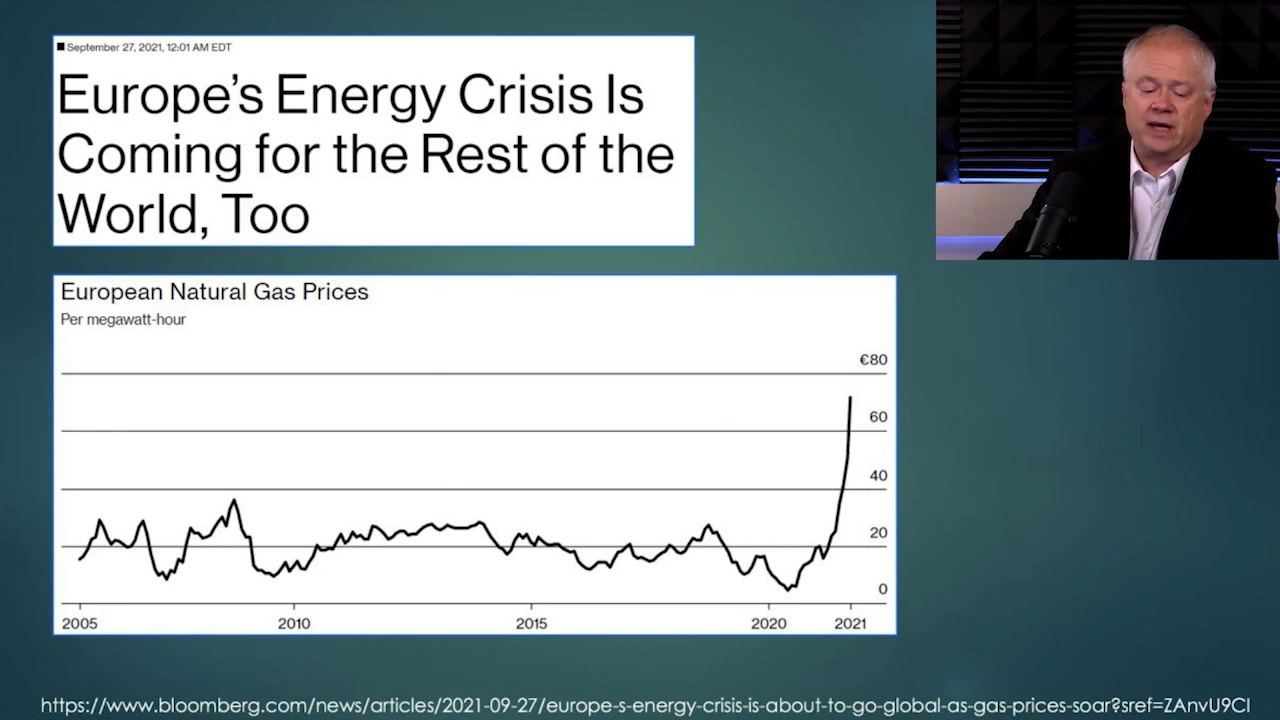 September 27, 2021, 12:01 AM EDT
Europe's Energy Crisis Is
Coming for the Rest of the
World, Too
European Natural Gas Prices
Per megawatt-hour
€80
60
40
20
0
2005 2010 2015 2020 2021
https://www.bloomberg.com/news/articles/2021-09-27/europe-s-energy-crisis-is-about-to-go-global-as-gas-prices-soar?sref=ZAnvU9CI